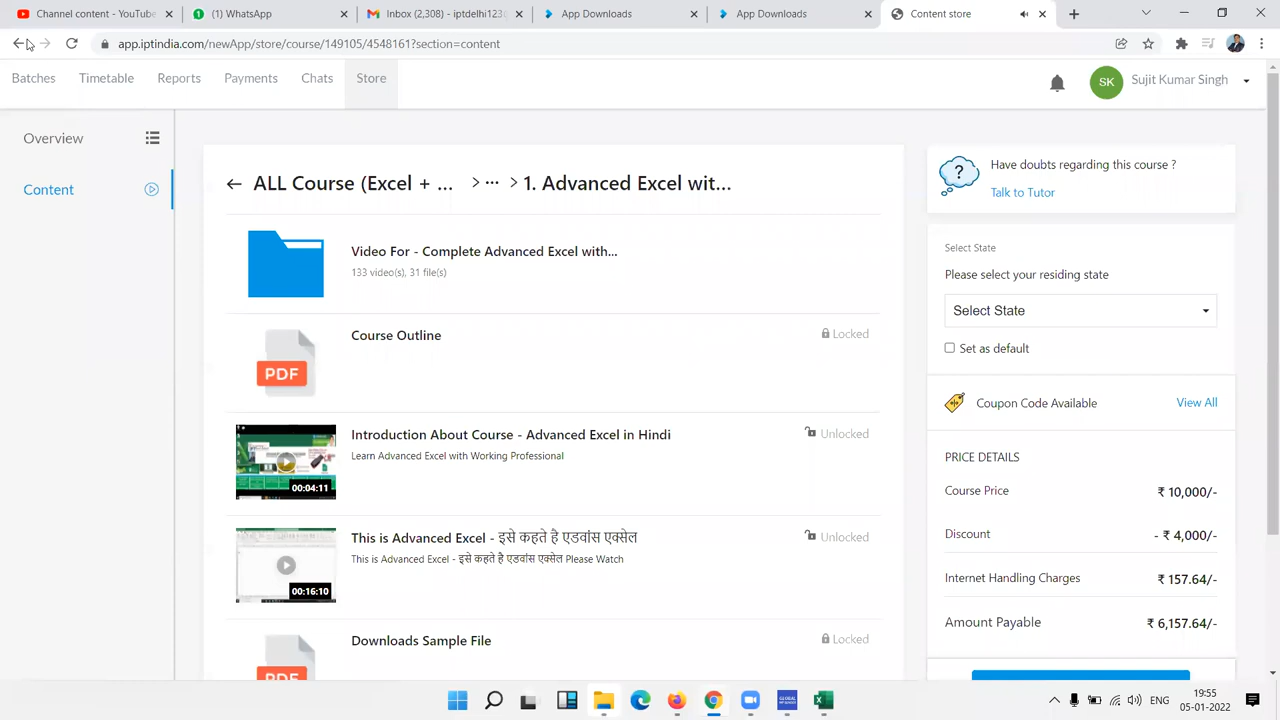 Channel content - YouTube
(1) WhatsApp
Inbox (2,308) - iptdelhi123@
App Downloads
App Downloads
Content store
app.iptindia.com/newApp/store/course/149105/4548161?section=content
Batches Timetable Reports Payments Chats Store
SK Sujit Kumar Singh
Overview
Content
ALL Course (Excel + ... > ... > 1. Advanced Excel wit...
Video For - Complete Advanced Excel with...
133 video(s), 31 file(s)
Course Outline
Locked
PDF
Introduction About Course - Advanced Excel in Hindi
Unlocked
Learn Advanced Excel with Working Professional
00:04:11
This is Advanced Excel - इसे कहते है एडवांस एक्सेल
Unlocked
This is Advanced Excel - इसे कहते है एडवांस एक्सेल Please Watch
00:16:10
Downloads Sample File
Locked
PDF
Have doubts regarding this course ?
Talk to Tutor
Select State
Please select your residing state
Select State
Set as default
Coupon Code Available View All
PRICE DETAILS
Course Price ₹ 10,000/-
Discount - ₹ 4,000/-
Internet Handling Charges ₹ 157.64/-
Amount Payable ₹ 6,157.64/-
ENG
19:55
05-01-2022